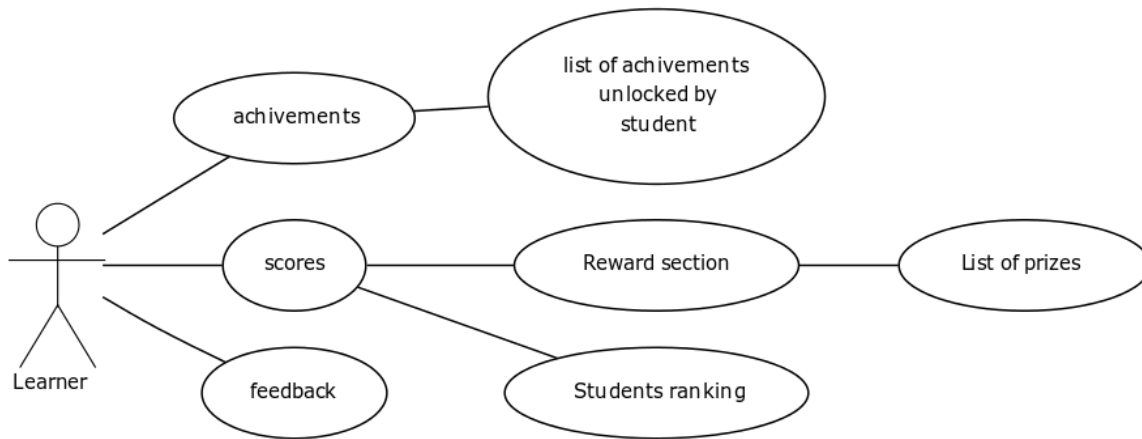 list of achivements
unlocked by
student
achivements
scores
Reward section
List of prizes
Learner
feedback
Students ranking